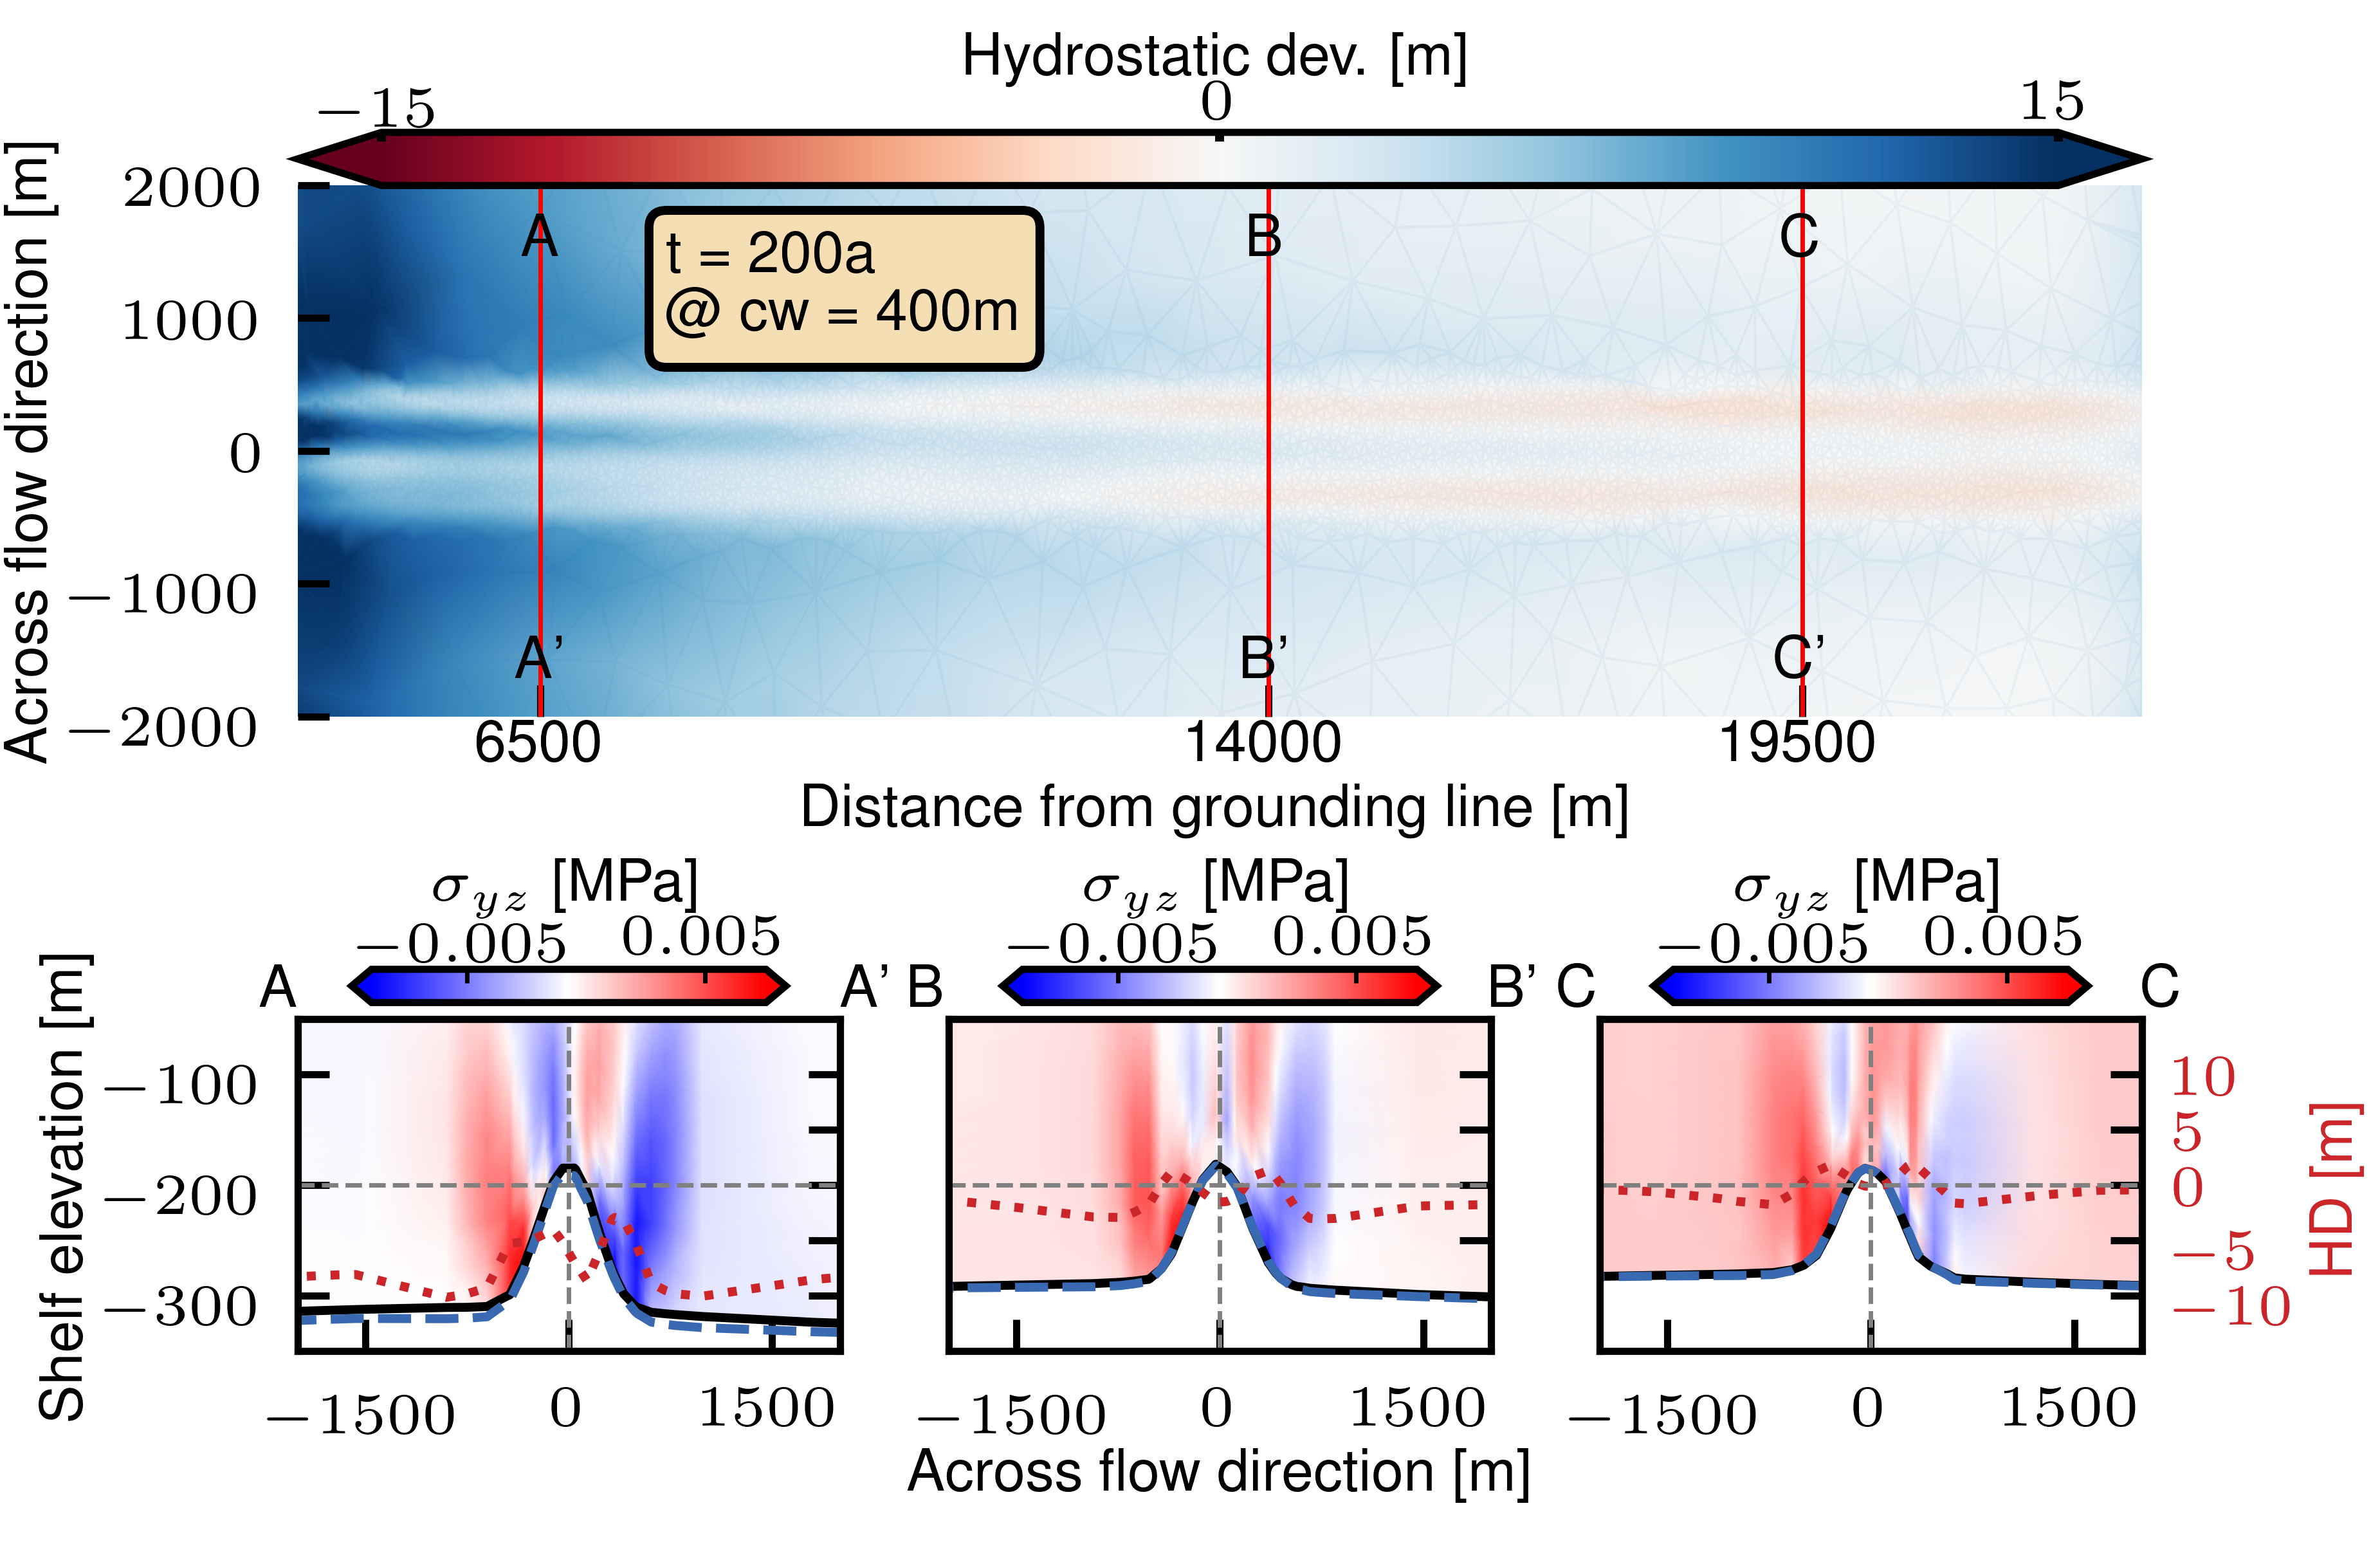 Hydrostatic dev. [m]
−15 0 15
Across flow direction [m]
2000
1000
0
−1000
−2000
A B C
t = 200a
@ cw = 400m
A' B' C'
6500 14000 19500
Distance from grounding line [m]
σyz [MPa] σyz [MPa] σyz [MPa]
−0.005 0.005 −0.005 0.005 −0.005 0.005
A A' B B' C C
Shelf elevation [m]
−100
−200
−300
10
5
0
−5
−10
HD [m]
−1500 0 1500 −1500 0 1500 −1500 0 1500
Across flow direction [m]